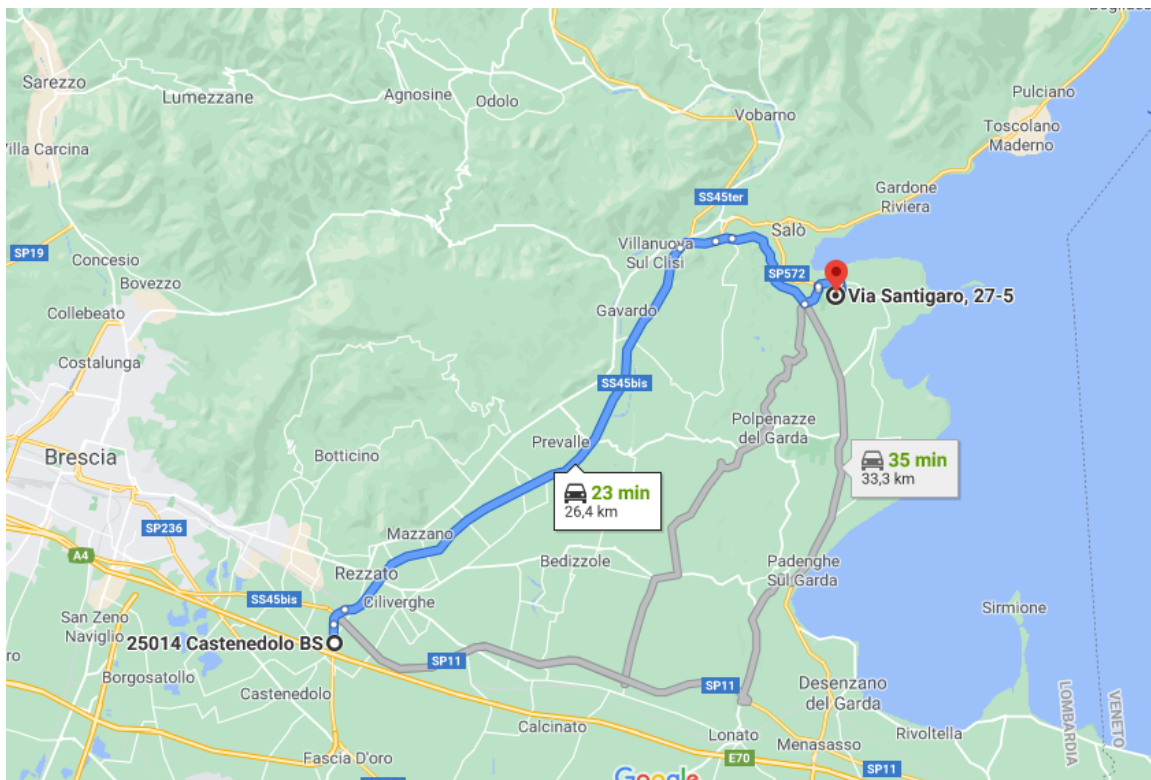 Sarezzo
Lumezzane
Agnosine
Odolo
Pulciano
Vobarno
Toscolano
Maderno
Villa Carcina
Gardone
Riviera
SS45ter
Salò
SP19
Concesio
Villanuova
Sul Clisi
Bovezzo
SP572
Via Santigaro, 27-5
Collebeato
Gavardo
Costalunga
SS45bis
Polpenazze
del Garda
Prevalle
Brescia
Botticino
35 min
33,3 km
23 min
26,4 km
SP236
Mazzano
A4
Bedizzole
Padenghe
Sul Garda
Rezzato
SS45bis
Ciliverghe
Sirmione
San Zeno
Naviglio
25014 Castenedolo BS
SP11
Borgosatollo
SP11
Castenedolo
Desenzano
del Garda
LOMBARDIA
VENETO
Calcinato
Lonato
Rivoltella
Menasasso
Fascia D'oro
E70
SP11
Google